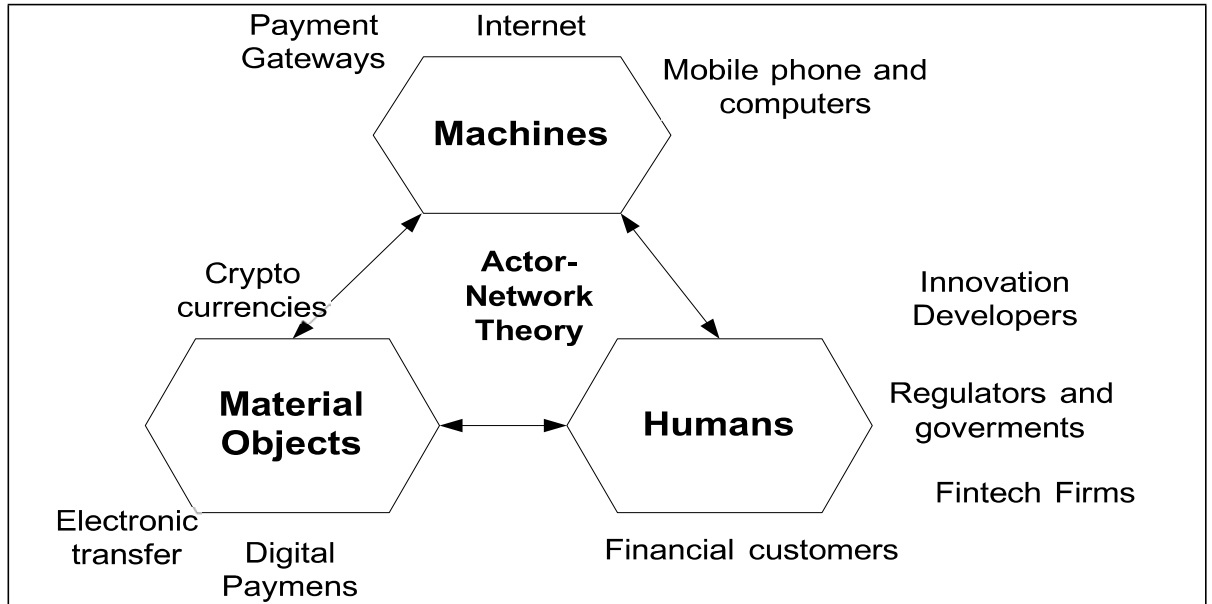 Payment
Gateways
Internet
Mobile phone and
computers
Machines
Actor-
Network
Theory
Crypto
currencies
Innovation
Developers
Material
Objects
Humans
Regulators and
goverments
Fintech Firms
Electronic
transfer
Digital
Paymens
Financial customers